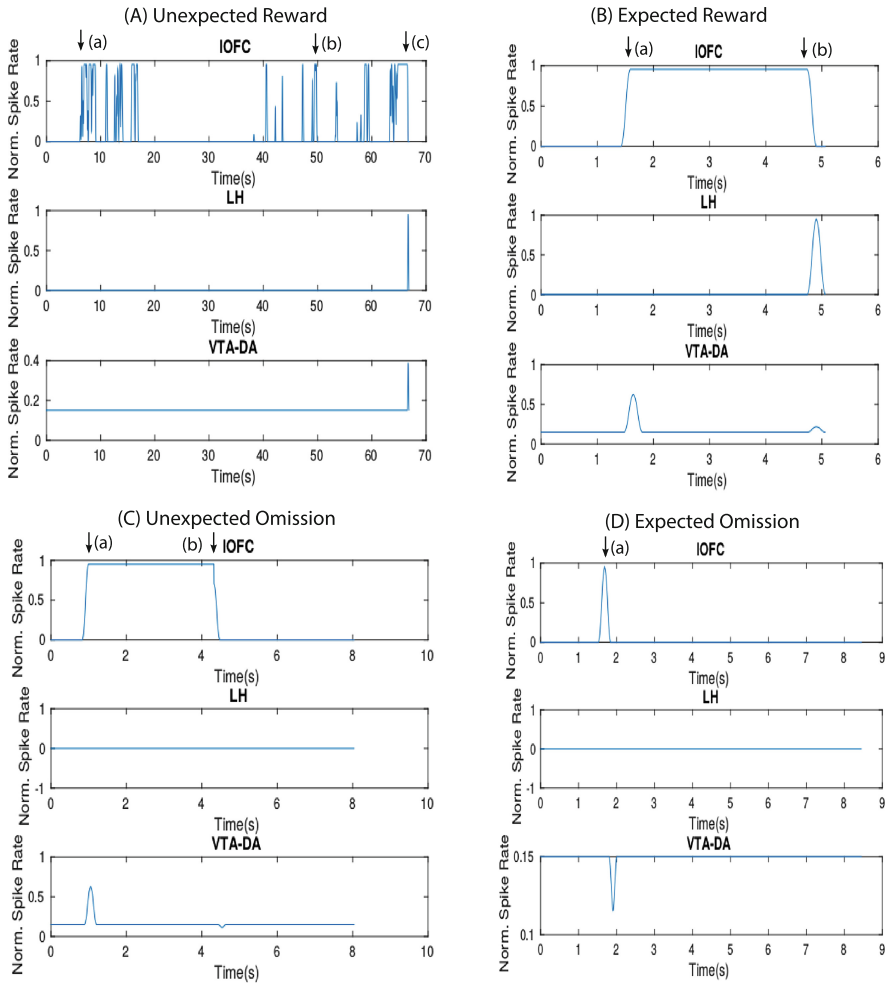 (A) Unexpected Reward
(a) lOFC (b) (c)
Norm. Spike Rate
1
0.5
0
0 10 20 30 40 50 60 70
Time(s)
LH
Norm. Spike Rate
1
0.5
0
0 10 20 30 40 50 60 70
Time(s)
VTA-DA
Norm. Spike Rate
0.4
0.2
0
0 10 20 30 40 50 60 70
Time(s)
(B) Expected Reward
(a) lOFC (b)
Norm. Spike Rate
1
0.5
0
0 1 2 3 4 5 6
Time(s)
LH
Norm. Spike Rate
1
0.5
0
0 1 2 3 4 5 6
Time(s)
VTA-DA
Norm. Spike Rate
1
0.5
0
0 1 2 3 4 5 6
Time(s)
(C) Unexpected Omission
(a) (b) lOFC
Norm. Spike Rate
1
0.5
0
0 2 4 6 8 10
Time(s)
LH
Norm. Spike Rate
1
0
-1
0 2 4 6 8 10
Time(s)
VTA-DA
Norm. Spike Rate
1
0.5
0
0 2 4 6 8 10
Time(s)
(D) Expected Omission
(a) lOFC
Norm. Spike Rate
1
0.5
0
0 1 2 3 4 5 6 7 8 9
Time(s)
LH
Norm. Spike Rate
1
0
-1
0 1 2 3 4 5 6 7 8 9
Time(s)
VTA-DA
Norm. Spike Rate
0.15
0.1
0 1 2 3 4 5 6 7 8 9
Time(s)